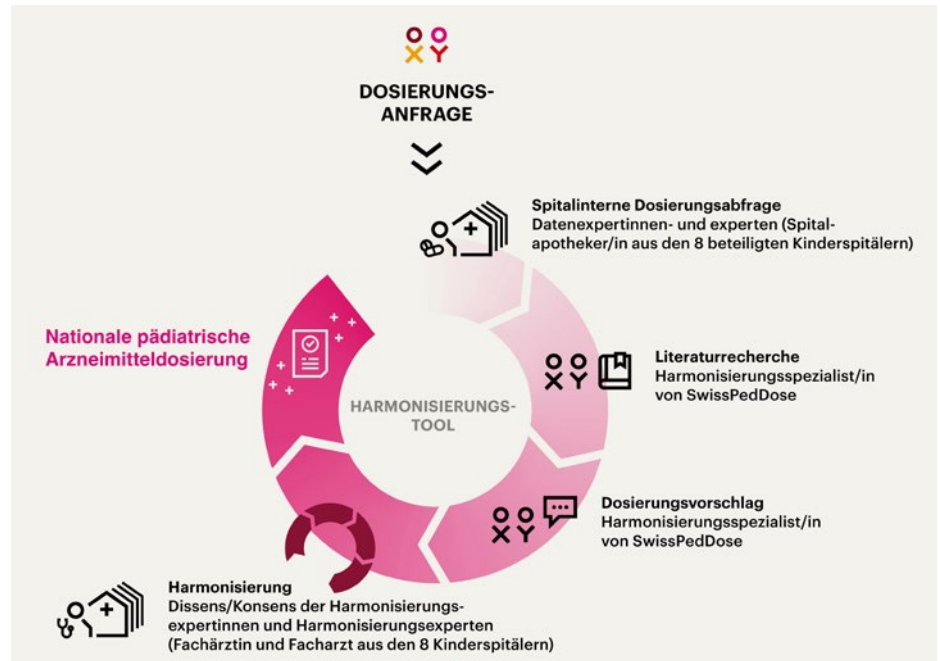 DOSIERUNGS-
ANFRAGE
Spitalinterne Dosierungsabfrage
Datenexpertinnen- und experten (Spital-
apotheker/in aus den 8 beteiligten Kinderspitälern)
Literaturrecherche
Harmonisierungsspezialist/in
von SwissPedDose
Dosierungsvorschlag
Harmonisierungsspezialist/in
von SwissPedDose
Harmonisierung
Dissens/Konsens der Harmonisierungs-
expertinnen und Harmonisierungsexperten
(Fachärztin und Facharzt aus den 8 Kinderspitälern)
Nationale pädiatrische
Arzneimitteldosierung
HARMONISIERUNGS-
TOOL